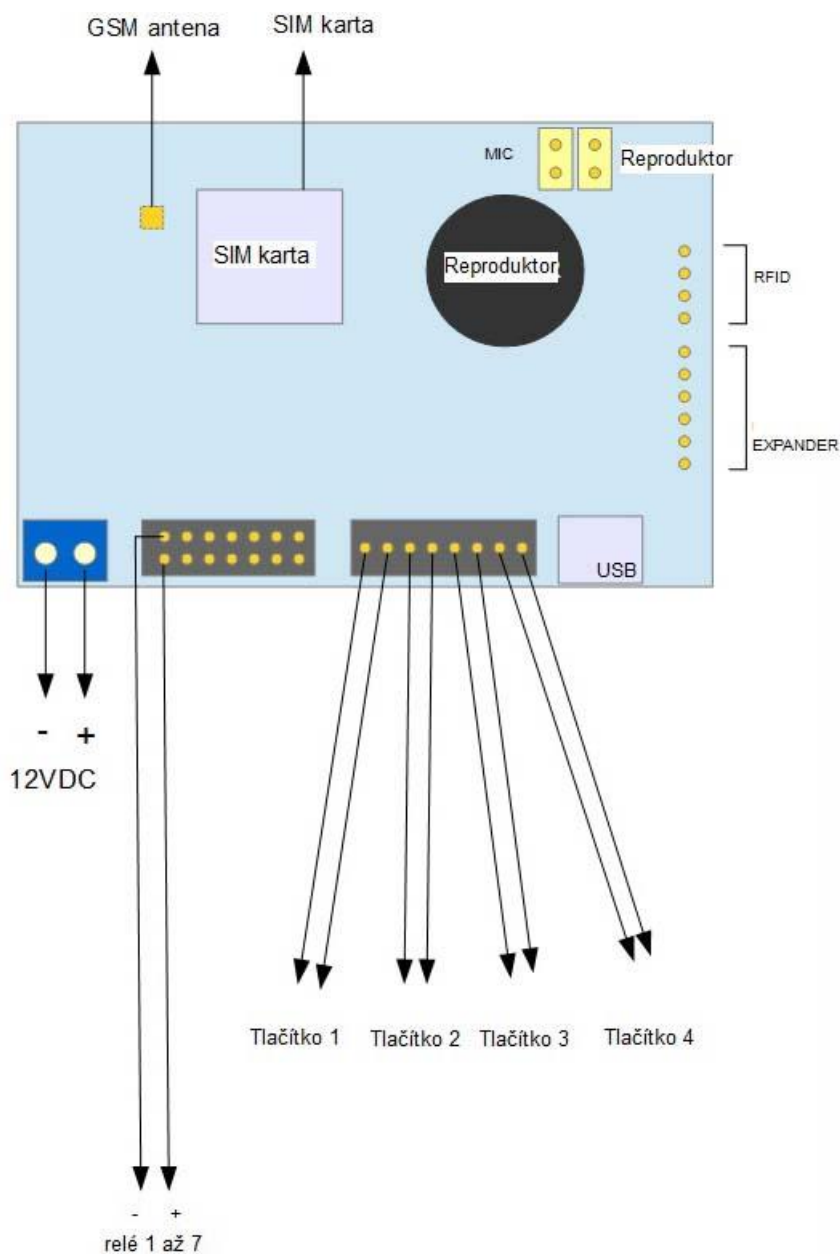 GSM antena
SIM karta
MIC
Reproduktor
SIM karta
Reproduktor
RFID
EXPANDER
USB
- +
12VDC
Tlačítko 1
Tlačítko 2
Tlačítko 3
Tlačítko 4
- +
relé 1 až 7